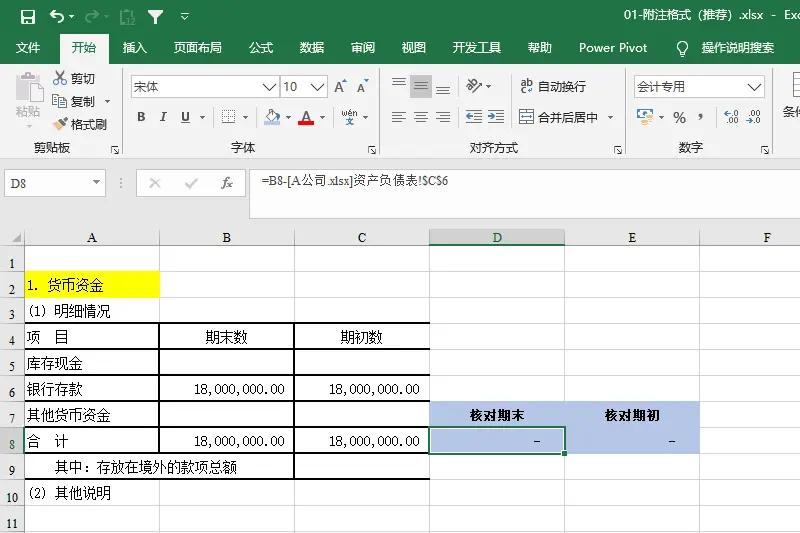 01-附注格式（推荐）.xlsx - Exc
文件 开始 插入 页面布局 公式 数据 审阅 视图 开发工具 帮助 Power Pivot 操作说明搜索
粘贴 剪切 复制 格式刷
宋体 10 自动换行 会计专用
B I U A wén 文 合并后居中 % ,
剪贴板 字体 对齐方式 数字
D8 fx =B8-[A公司.xlsx]资产负债表!$C$6
A B C D E F
1
2 1. 货币资金
3 (1) 明细情况
4 项 目 期末数 期初数
5 库存现金
6 银行存款 18,000,000.00 18,000,000.00
7 其他货币资金 核对期末 核对期初
8 合 计 18,000,000.00 18,000,000.00 - -
9 其中：存放在境外的款项总额
10 (2) 其他说明
11